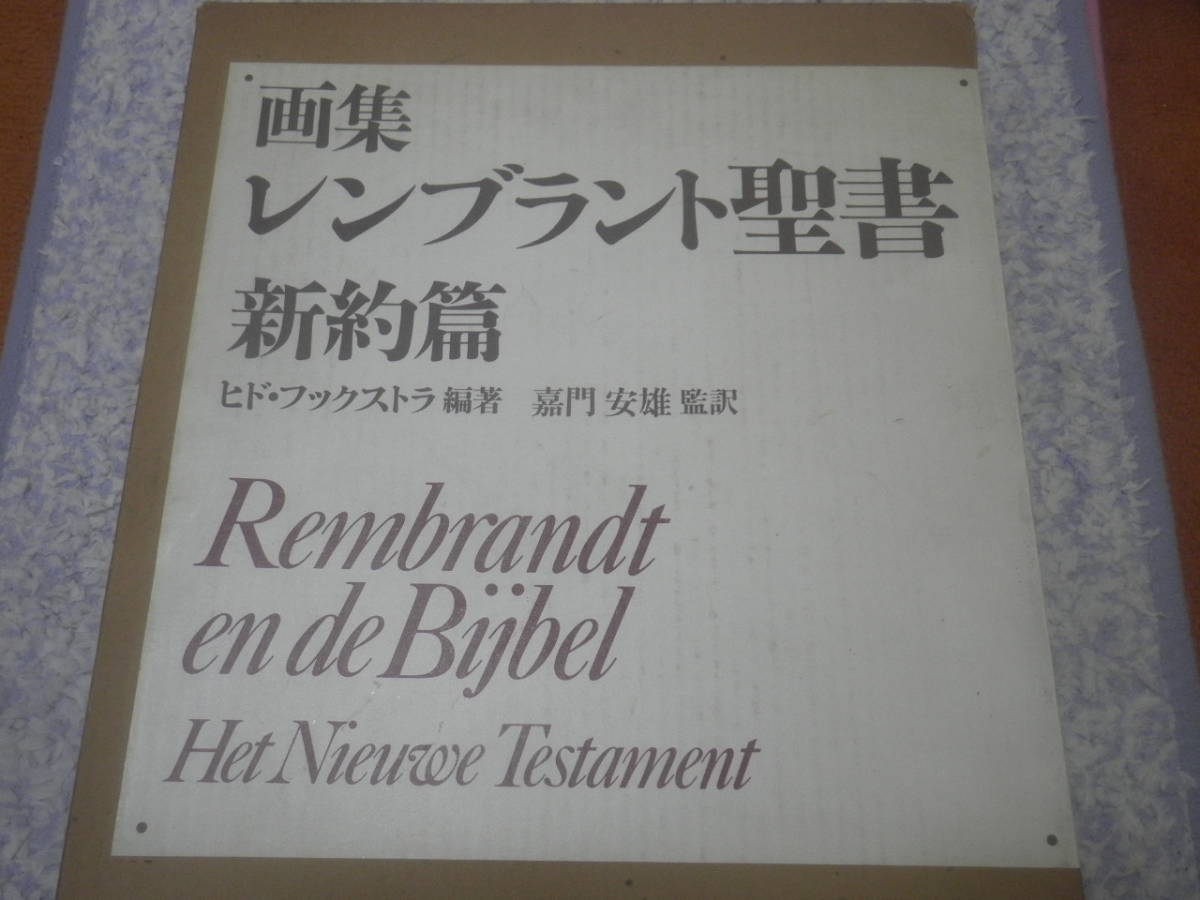 画集
レンブラント聖書
新約篇
ヒド・フックストラ 編著 嘉門 安雄 監訳
Rembrandt
en de Bijbel
Het Nieuwe Testament